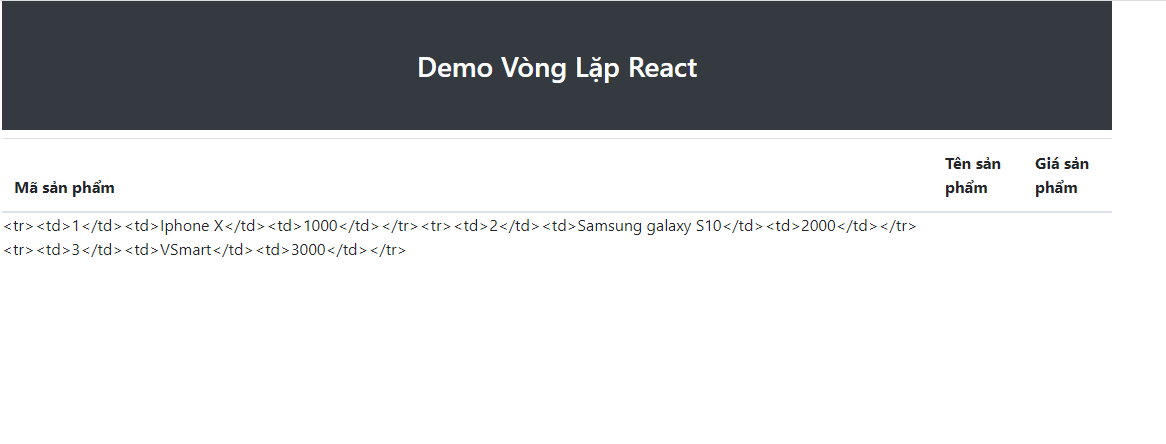 Demo Vòng Lặp React
Mã sản phẩm
Tên sản
phẩm
Giá sản
phẩm
<tr><td>1</td><td>Iphone X</td><td>1000</td></tr><tr><td>2</td><td>Samsung galaxy S10</td><td>2000</td></tr>
<tr><td>3</td><td>VSmart</td><td>3000</td></tr>